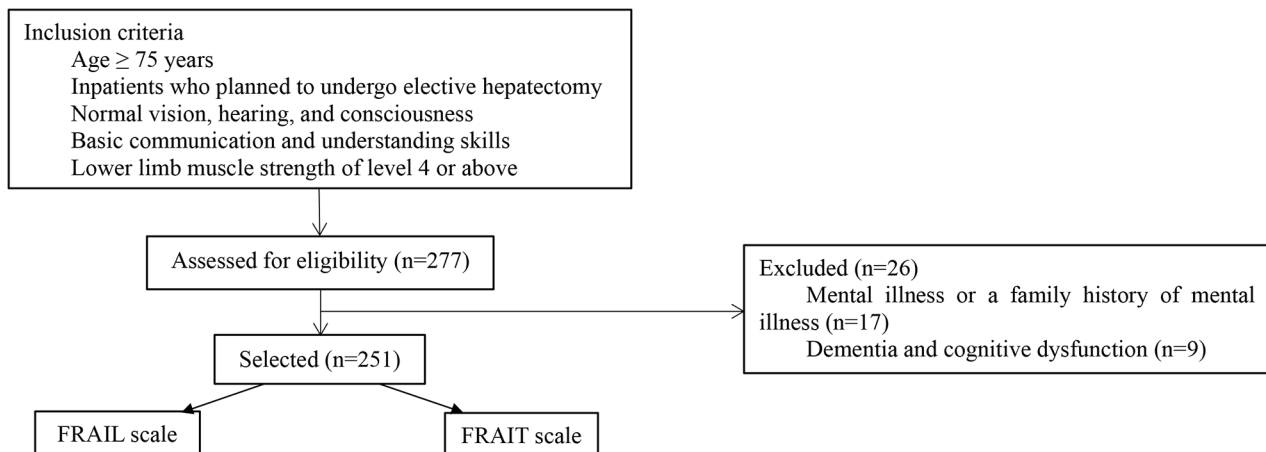 Inclusion criteria
Age ≥ 75 years
Inpatients who planned to undergo elective hepatectomy
Normal vision, hearing, and consciousness
Basic communication and understanding skills
Lower limb muscle strength of level 4 or above
Assessed for eligibility (n=277)
Excluded (n=26)
Mental illness or a family history of mental
illness (n=17)
Dementia and cognitive dysfunction (n=9)
Selected (n=251)
FRAIL scale
FRAIT scale